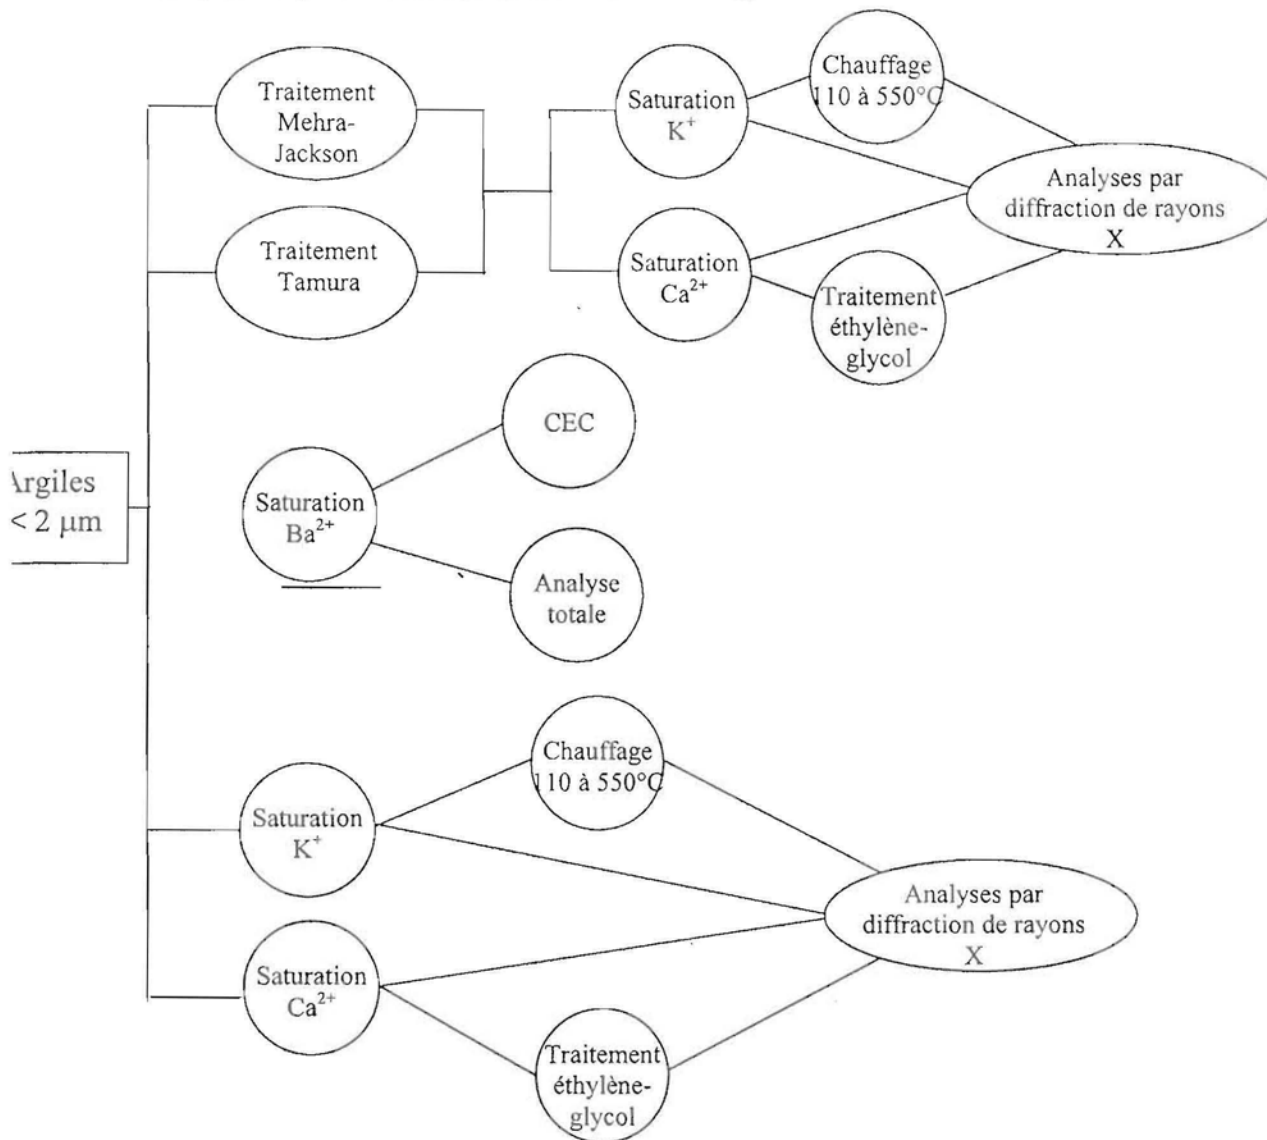 Traitement
Mehra-
Jackson
Traitement
Tamura
Saturation
K⁺
Saturation
Ca²⁺
Chauffage
110 à 550°C
Traitement
éthylène-
glycol
Analyses par
diffraction de rayons
X
Argiles
< 2 µm
Saturation
Ba²⁺
CEC
Analyse
totale
Saturation
K⁺
Saturation
Ca²⁺
Chauffage
110 à 550°C
Traitement
éthylène-
glycol
Analyses par
diffraction de rayons
X